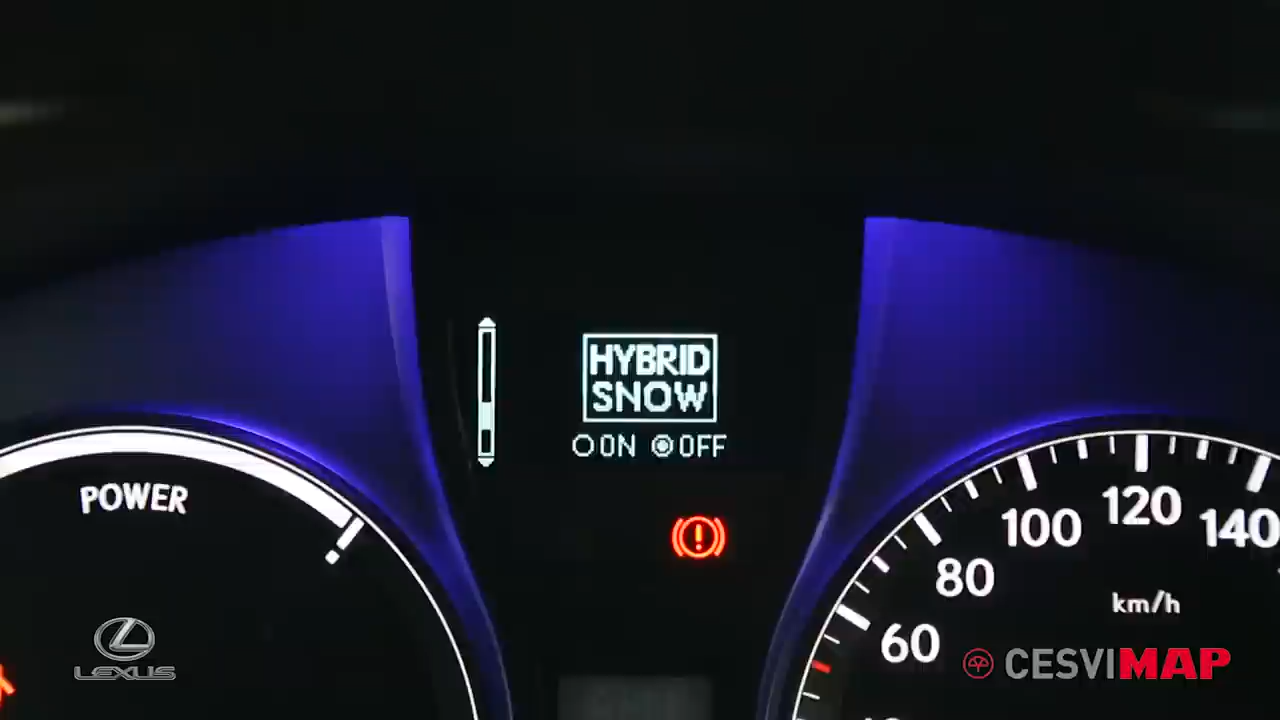 HYBRID
SNOW
ON OFF
POWER
60 80 100 120 140
km/h
LEXUS
CESVIMAP